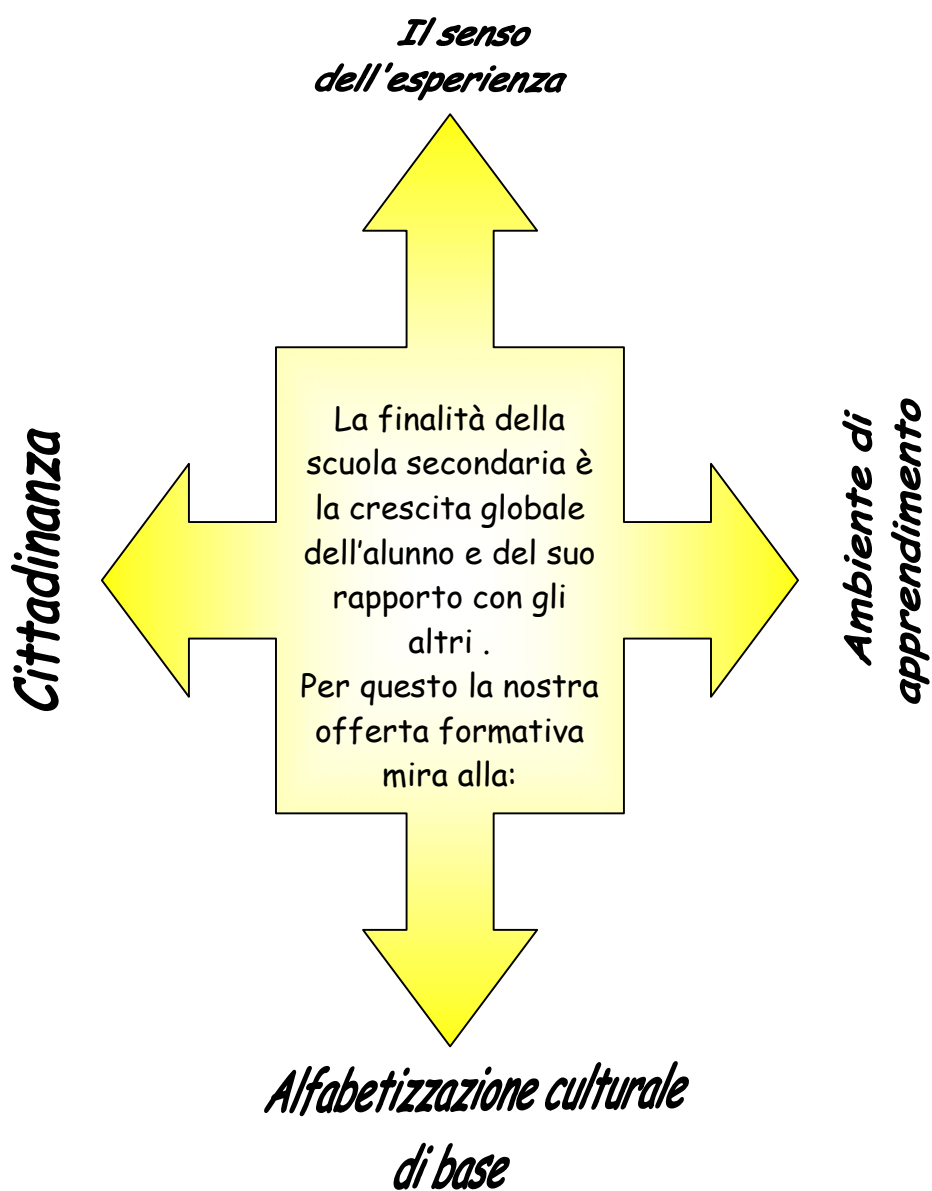 Il senso
dell'esperienza
Cittadinanza
La finalità della
scuola secondaria è
la crescita globale
dell’alunno e del suo
rapporto con gli
altri .
Per questo la nostra
offerta formativa
mira alla:
Ambiente di
apprendimento
Alfabetizzazione culturale
di base